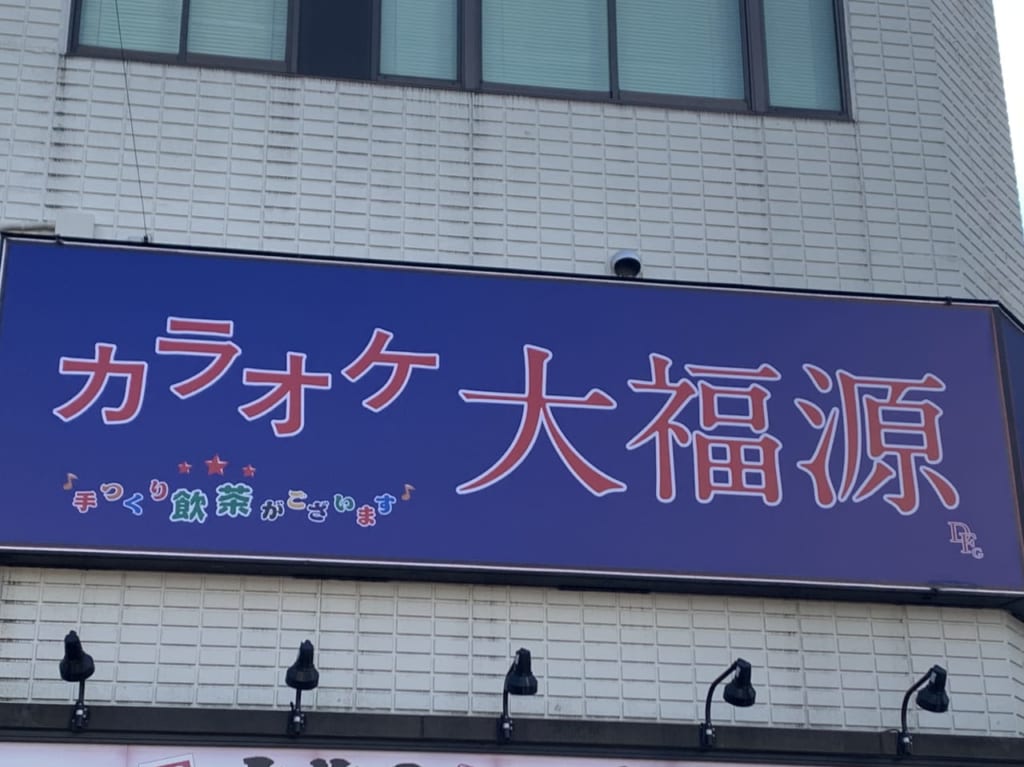 カラオケ 大福源
手つくり飲茶がございます
DFG